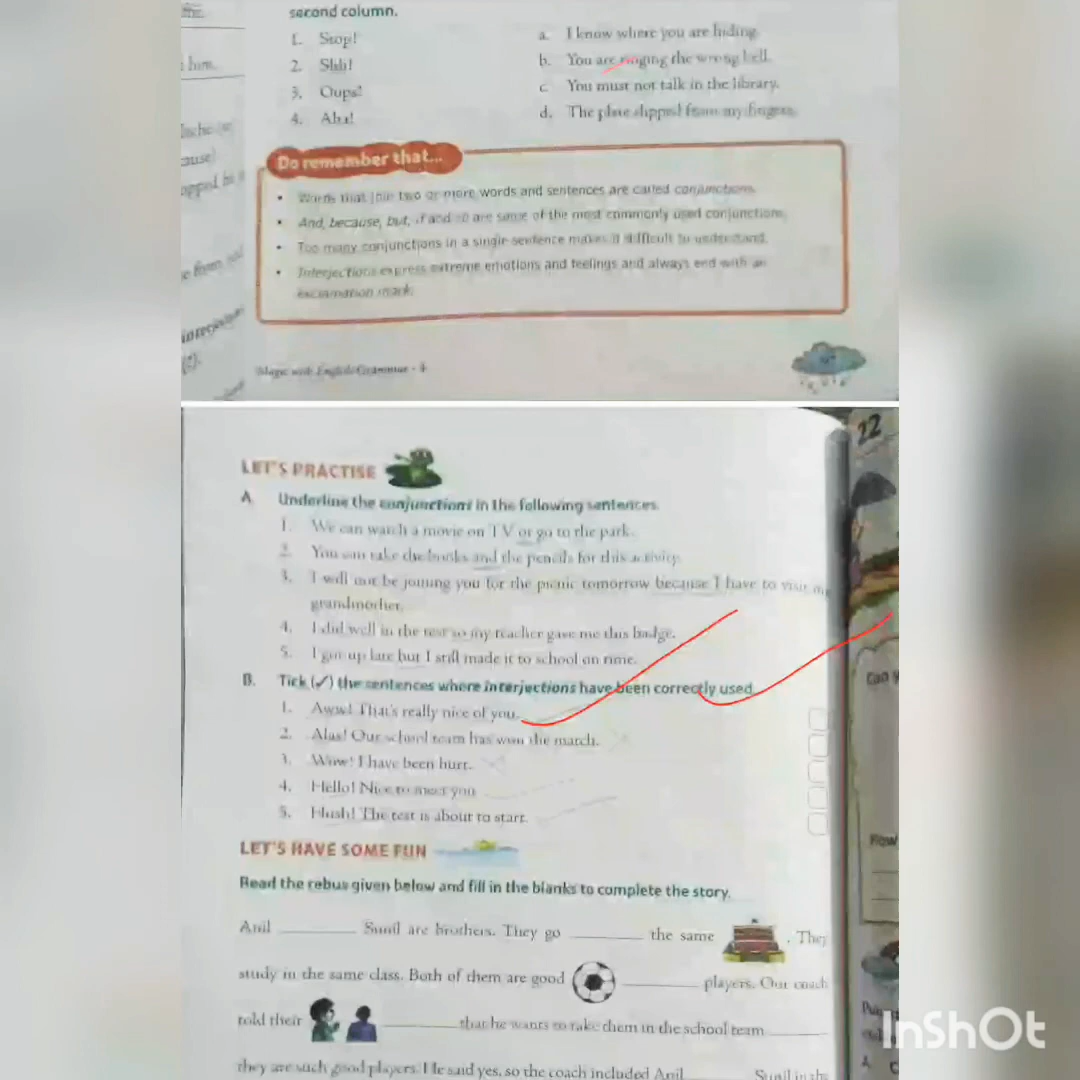 second column.
1. Stop! a. I know where you are hiding.
2. Shh! b. You are ringing the wrong bell.
3. Oops! c. You must not talk in the library.
4. Aha! d. The plate slipped from my fingers.
him.
Do remember that...
• Words that join two or more words and sentences are called conjunctions.
• And, because, but, if and so are some of the most commonly used conjunctions.
• Too many conjunctions in a single sentence makes it difficult to understand.
• Interjections express extreme emotions and feelings and always end with an
exclamation mark.
Magic with English Grammar - 4
22
LET'S PRACTISE
A. Underline the conjunctions in the following sentences.
1. We can watch a movie on TV or go to the park.
2. You can take the books and the pencils for this activity.
3. I will not be joining you for the picnic tomorrow because I have to visit my
grandmother.
4. I did well in the test so my teacher gave me this badge.
5. I got up late but I still made it to school on time.
B. Tick (✓) the sentences where interjections have been correctly used.
1. Aww! That's really nice of you.
2. Alas! Our school team has won the match.
3. Wow! I have been hurt.
4. Hello! Nice to meet you.
5. Hush! The test is about to start.
LET'S HAVE SOME FUN
Read the rebus given below and fill in the blanks to complete the story.
Anil ________ Sunil are brothers. They go ________ the same . They
study in the same class. Both of them are good ________ players. Our coach
told their ________ that he wants to take them in the school team ________
they are such good players. He said yes, so the coach included Anil ________ Sunil in the
Can y
How
InShOt